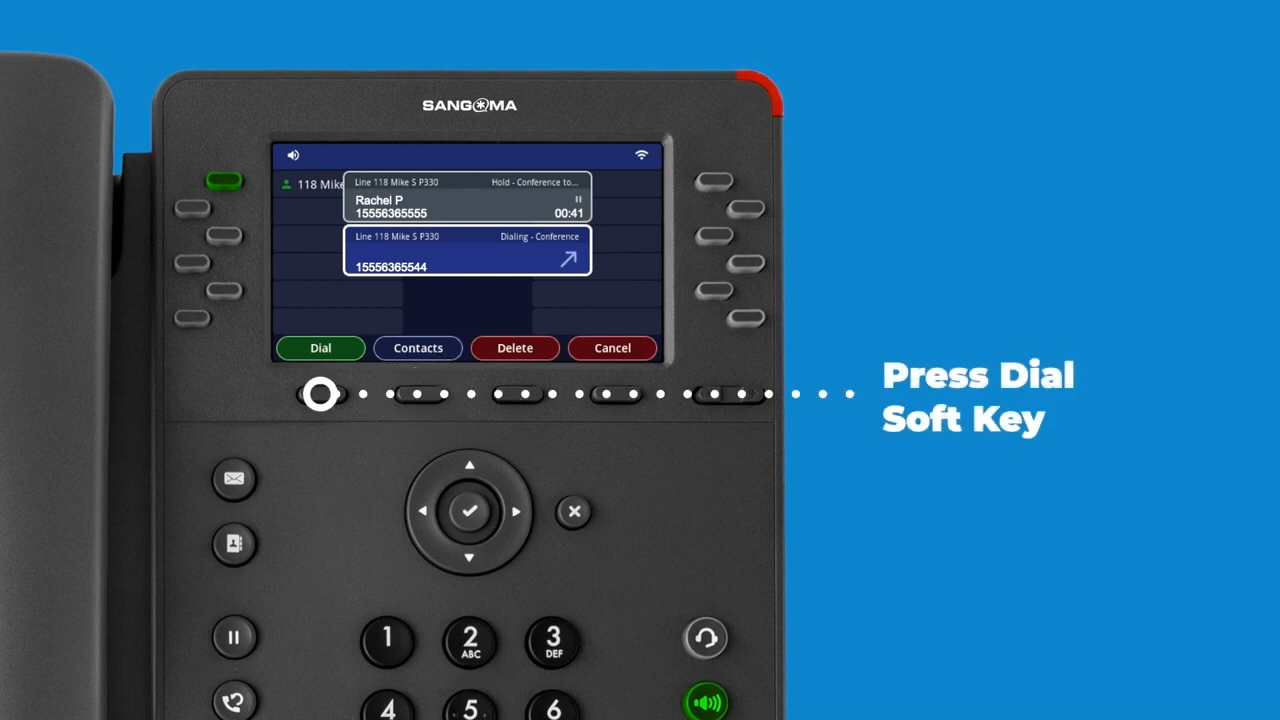 SANGOMA
118 Mike
Line 118 Mike S P330 Hold - Conference to...
Rachel P
15556365555 00:41
Line 118 Mike S P330 Dialing - Conference
15556365544
Dial Contacts Delete Cancel
Press Dial
Soft Key
1 2 3
ABC DEF
4 5 6